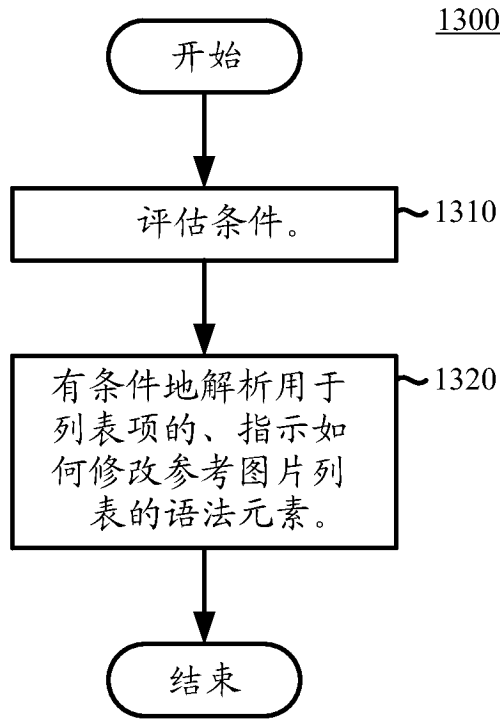 1300
开始
评估条件。
1310
有条件地解析用于
列表项的、指示如
何修改参考图片列
表的语法元素。
1320
结束